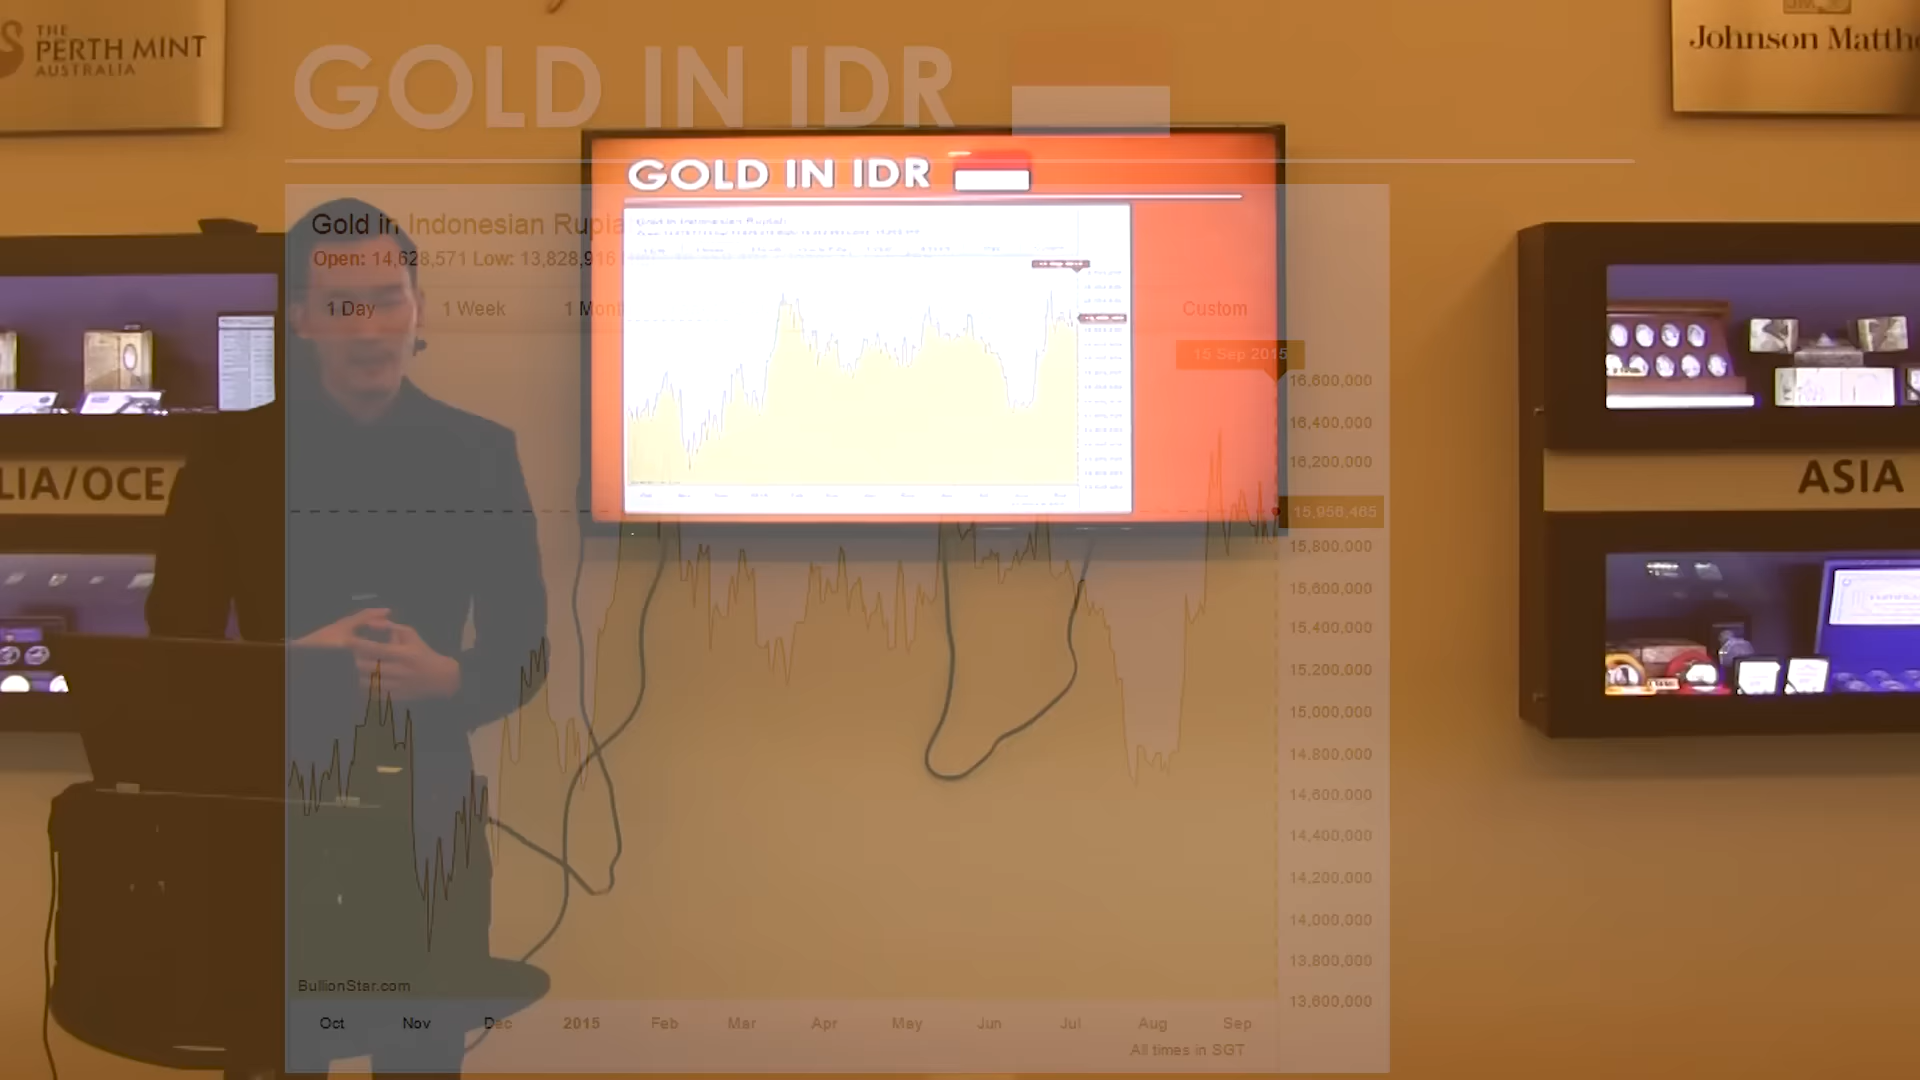 THE
PERTH MINT
AUSTRALIA
Johnson Matthe
GOLD IN IDR
GOLD IN IDR
Gold in Indonesian Rupia
Open: 14,628,571 Low: 13,828,916
1 Day
1 Week
1 Mont
Custom
15 Sep 2015
16,600,000
16,400,000
16,200,000
15,956,465
15,800,000
15,600,000
15,400,000
15,200,000
15,000,000
14,800,000
14,600,000
14,400,000
14,200,000
14,000,000
13,800,000
13,600,000
LIA/OCEA
ASIA
BullionStar.com
Oct Nov Dec 2015 Feb Mar Apr May Jun Jul Aug Sep
All times in SGT